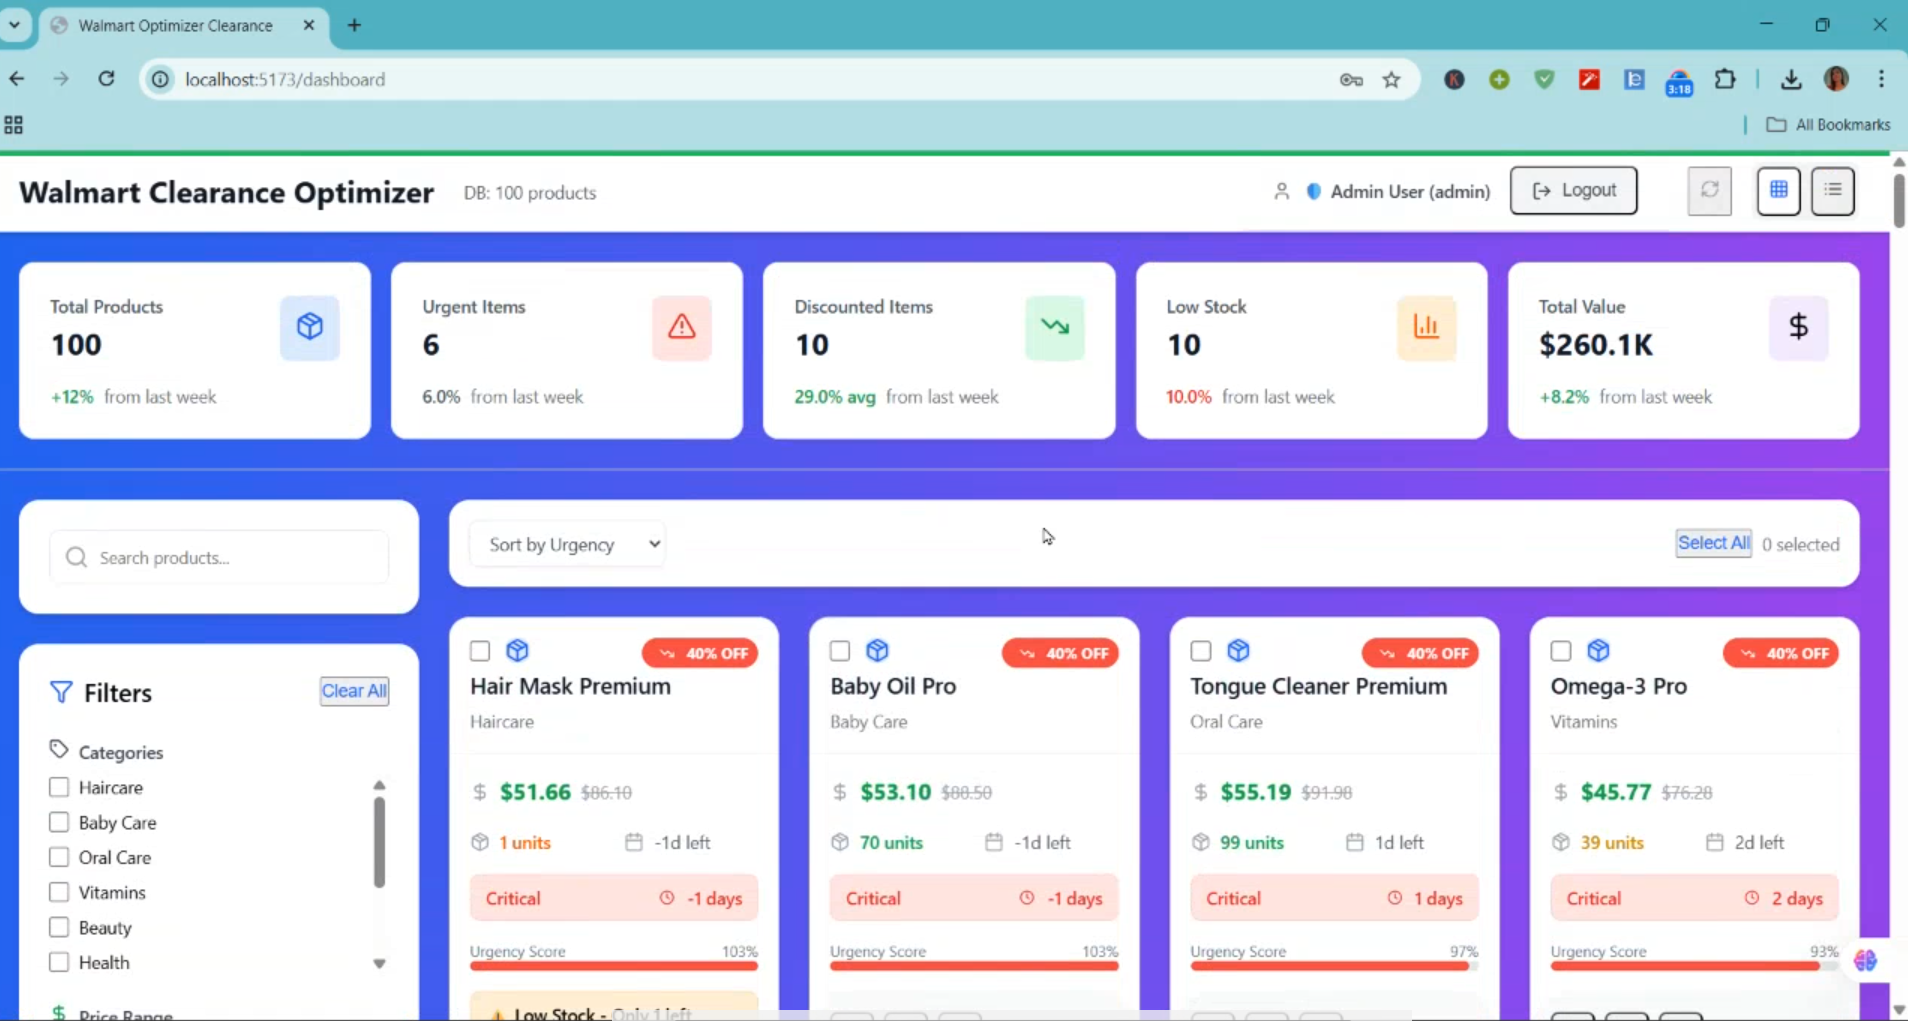 Walmart Optimizer Clearance
localhost:5173/dashboard
3:18
All Bookmarks
Walmart Clearance Optimizer
DB: 100 products
Admin User (admin)
Logout
Total Products
100
+12% from last week
Urgent Items
6
6.0% from last week
Discounted Items
10
29.0% avg from last week
Low Stock
10
10.0% from last week
Total Value
$260.1K
+8.2% from last week
Search products...
Sort by Urgency
Select All 0 selected
Filters
Clear All
Categories
Haircare
Baby Care
Oral Care
Vitamins
Beauty
Health
Price Range
40% OFF
Hair Mask Premium
Haircare
$51.66 $86.10
1 units -1d left
Critical -1 days
Urgency Score 103%
Low Stock - Only 1 left
40% OFF
Baby Oil Pro
Baby Care
$53.10 $88.50
70 units -1d left
Critical -1 days
Urgency Score 103%
40% OFF
Tongue Cleaner Premium
Oral Care
$55.19 $91.98
99 units 1d left
Critical 1 days
Urgency Score 97%
40% OFF
Omega-3 Pro
Vitamins
$45.77 $76.28
39 units 2d left
Critical 2 days
Urgency Score 93%